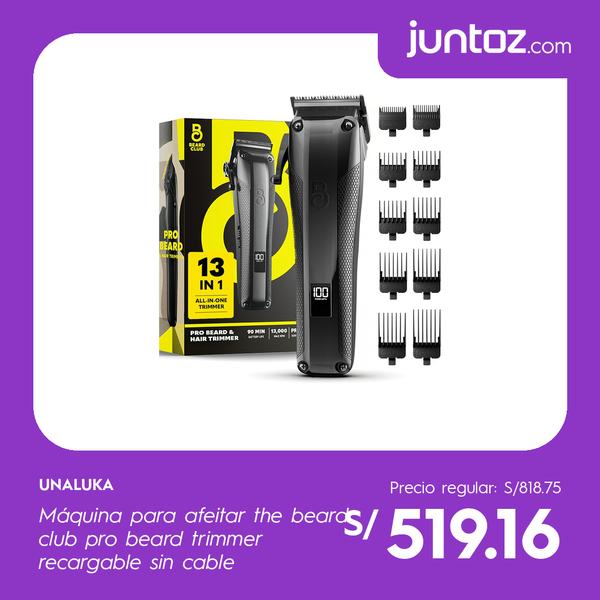 juntoz.com
BEARD
CLUB
PRO
BEARD
13
IN 1
ALL-IN-ONE
TRIMMER
PRO BEARD &
HAIR TRIMMER
90 MIN
13,000
100
100
UNALUKA
Máquina para afeitar the beard
club pro beard trimmer
recargable sin cable
Precio regular: S/818.75
S/ 519.16